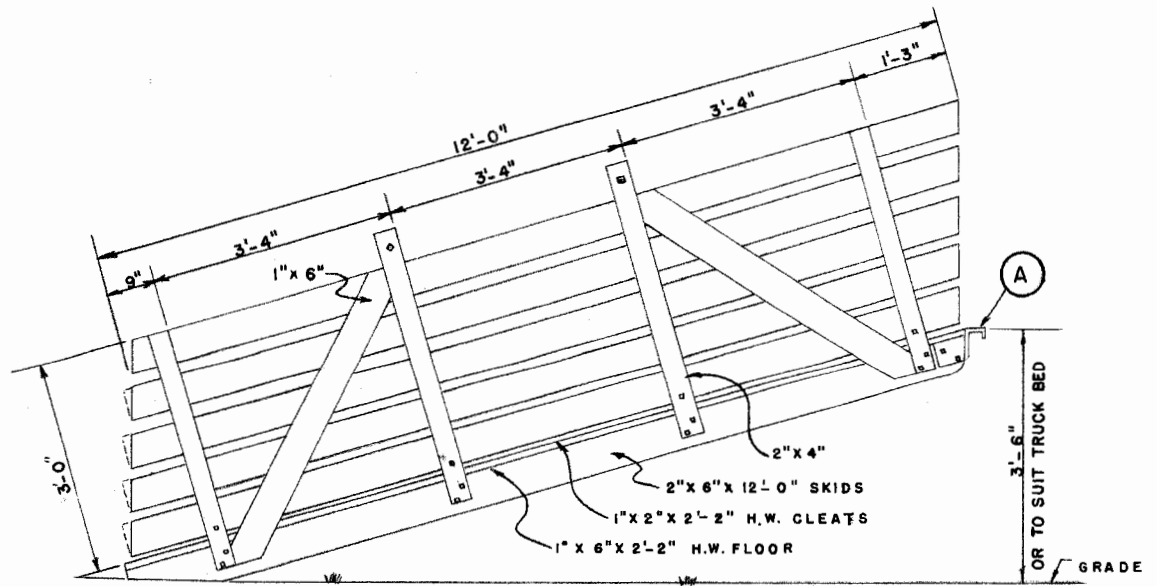 1'-3"
3'-4"
12'-0"
3'-4"
3'-4"
9"
1" X 6"
A
3'-0"
2" X 4"
3'-6"
OR TO SUIT TRUCK BED
2" X 6" X 12'-0" SKIDS
1" X 2" X 2'-2" H.W. CLEATS
1" X 6" X 2'-2" H.W. FLOOR
GRADE